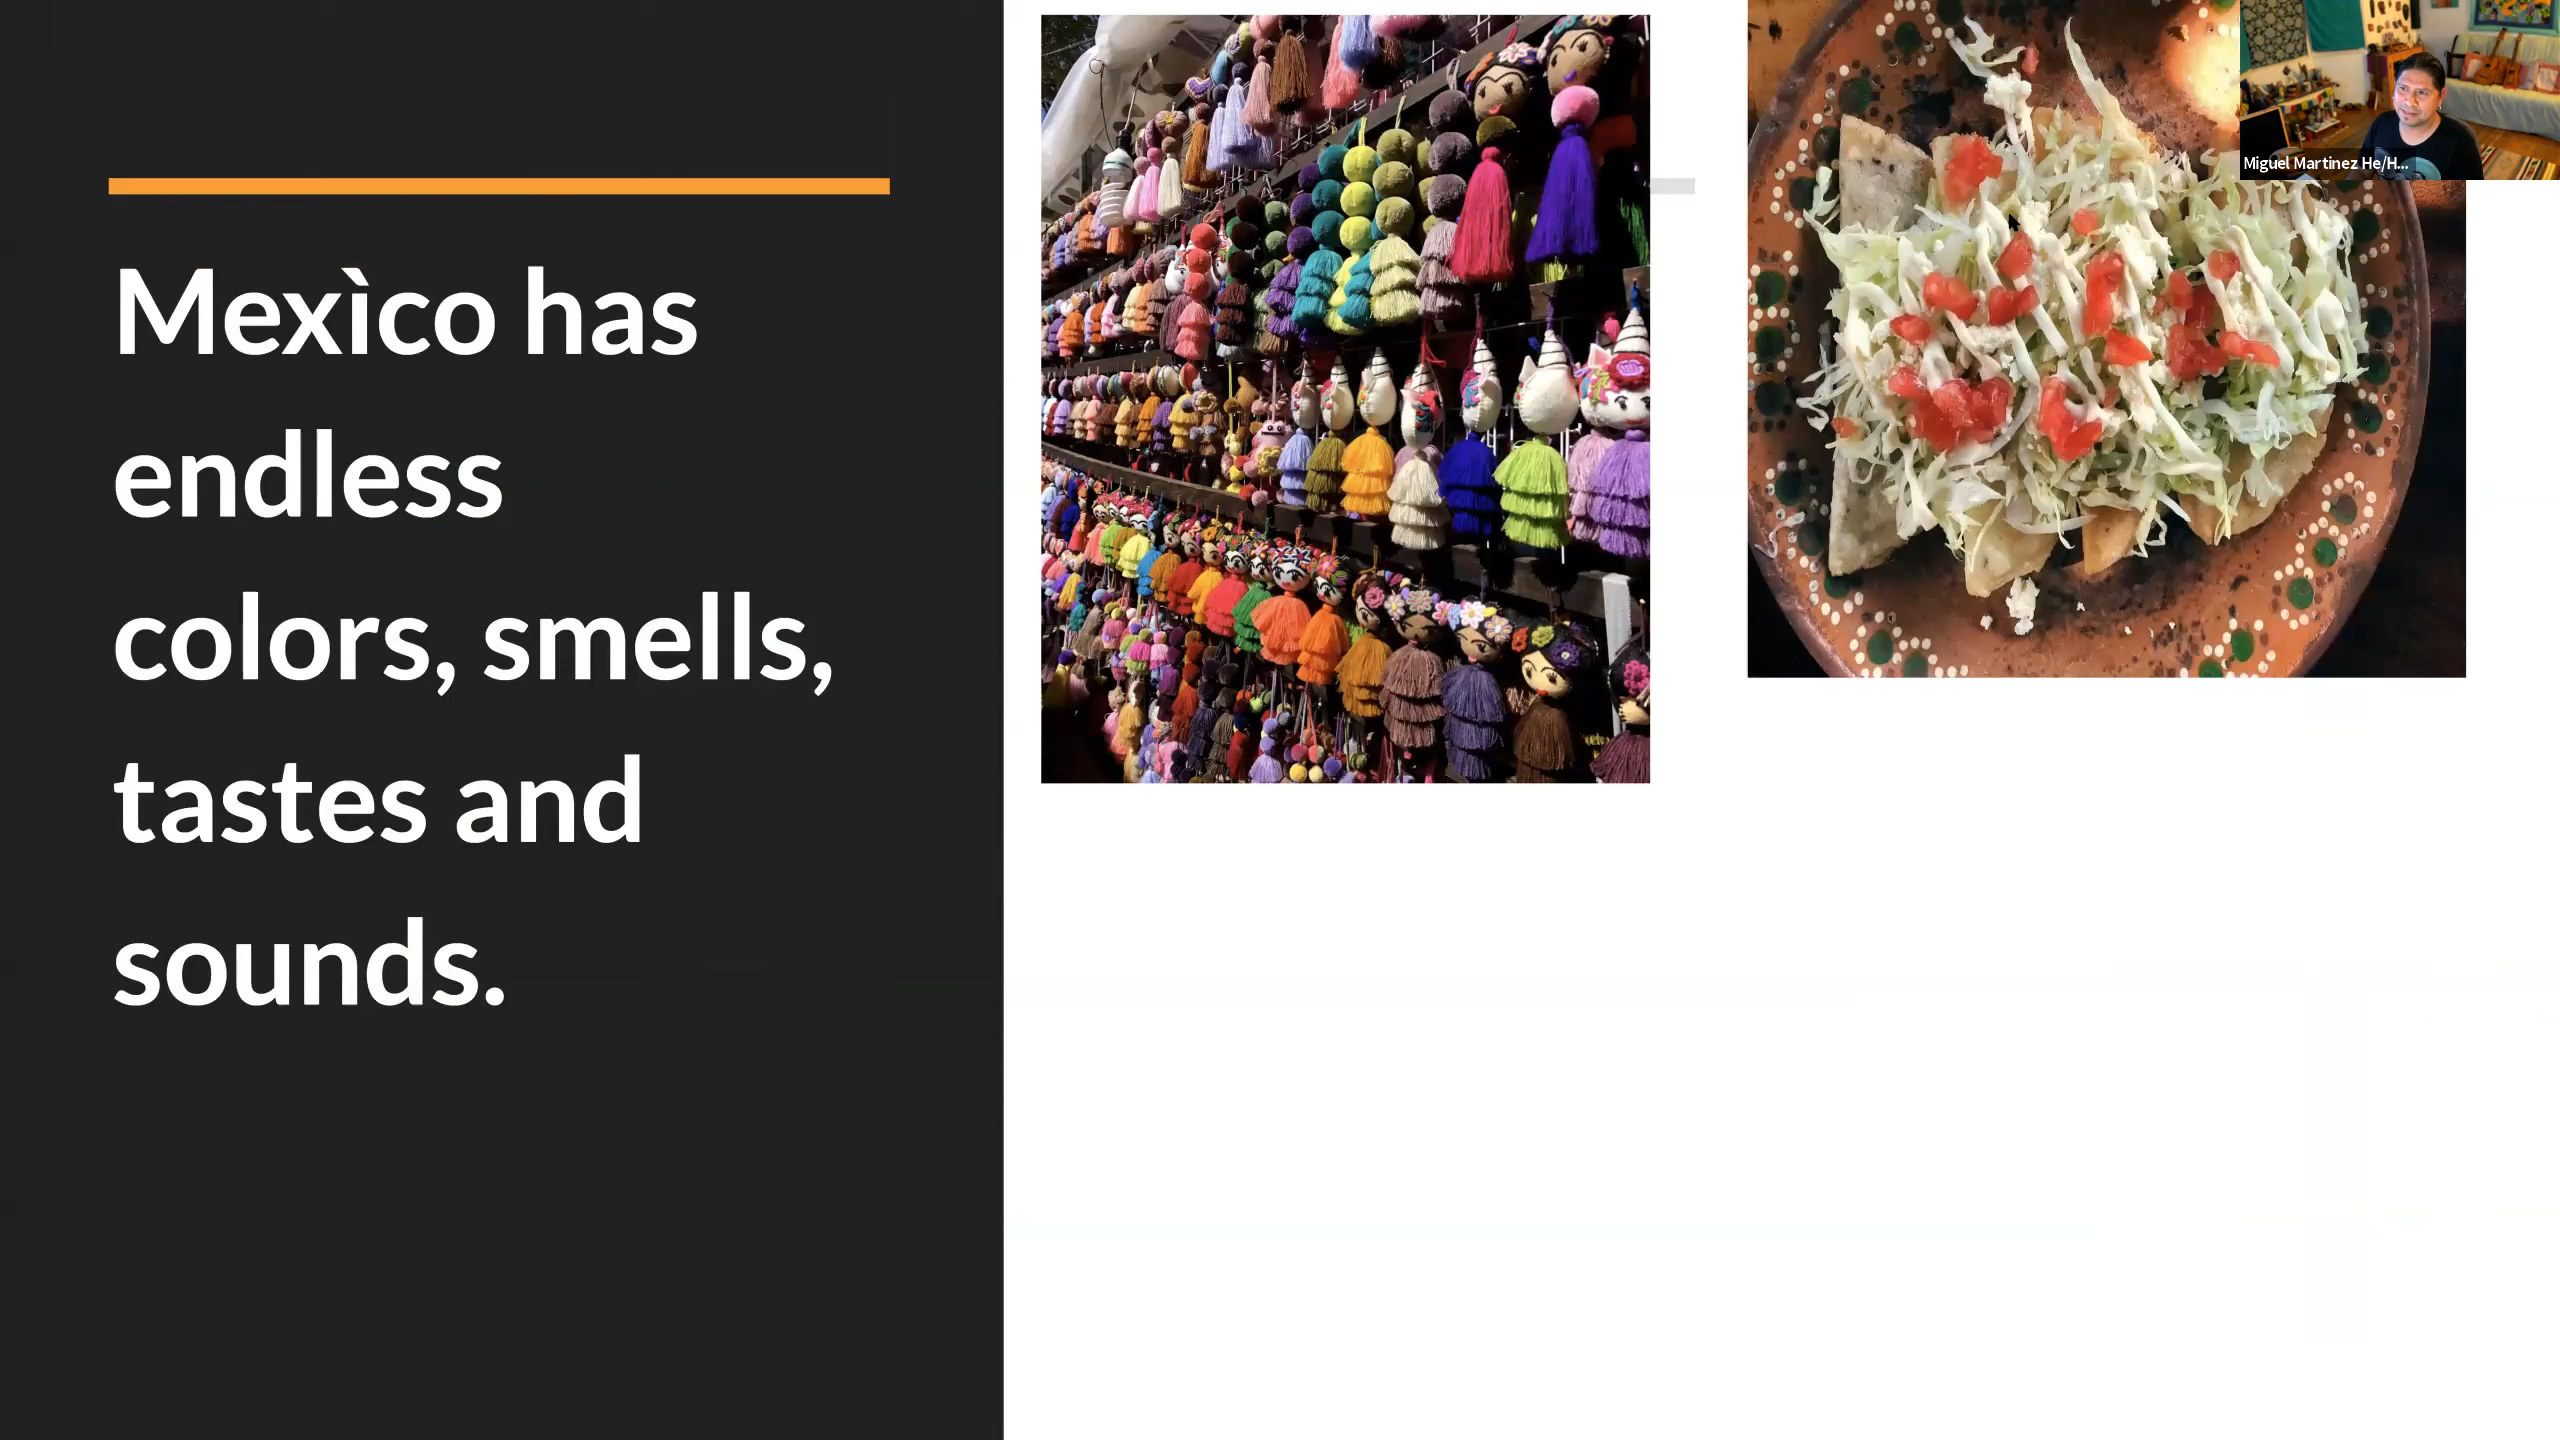 Mexìco has
endless
colors, smells,
tastes and
sounds.
Miguel Martinez He/H...